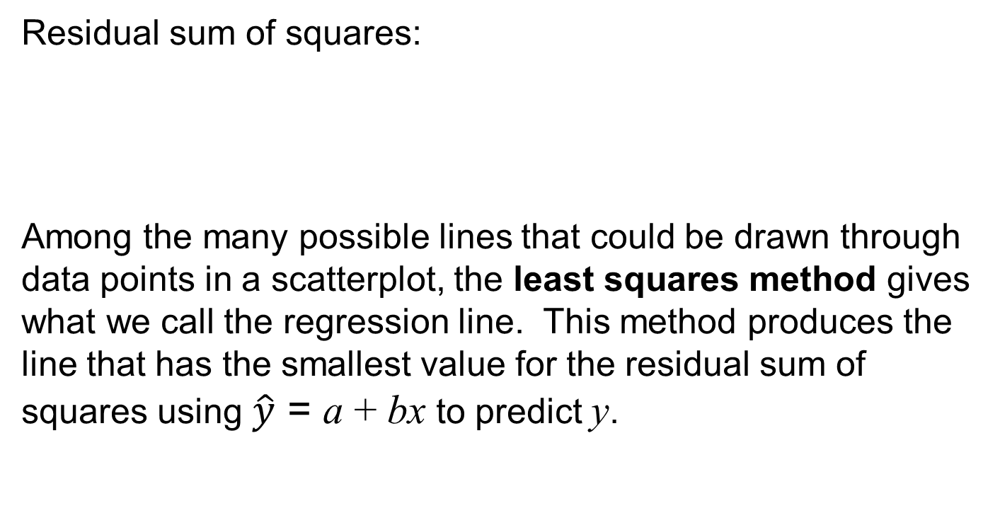 Residual sum of squares:
Among the many possible lines that could be drawn through
data points in a scatterplot, the least squares method gives
what we call the regression line.  This method produces the
line that has the smallest value for the residual sum of
squares using ŷ = a + bx to predict y.